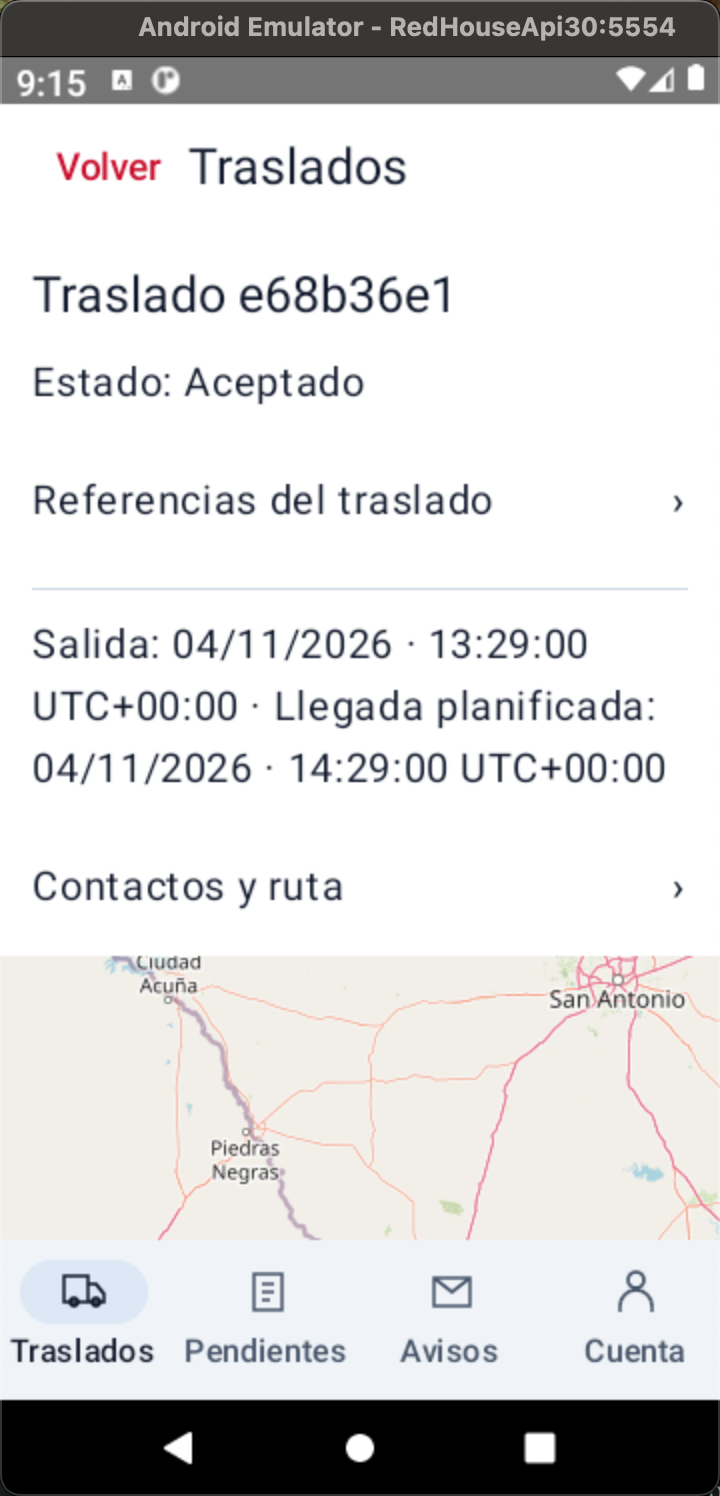 Android Emulator - RedHouseApi30:5554
9:15
Volver Traslados
Traslado e68b36e1
Estado: Aceptado
Referencias del traslado ›
Salida: 04/11/2026 · 13:29:00
UTC+00:00 · Llegada planificada:
04/11/2026 · 14:29:00 UTC+00:00
Contactos y ruta ›
Ciudad
Acuña
San Antonio
Piedras
Negras
Traslados Pendientes Avisos Cuenta